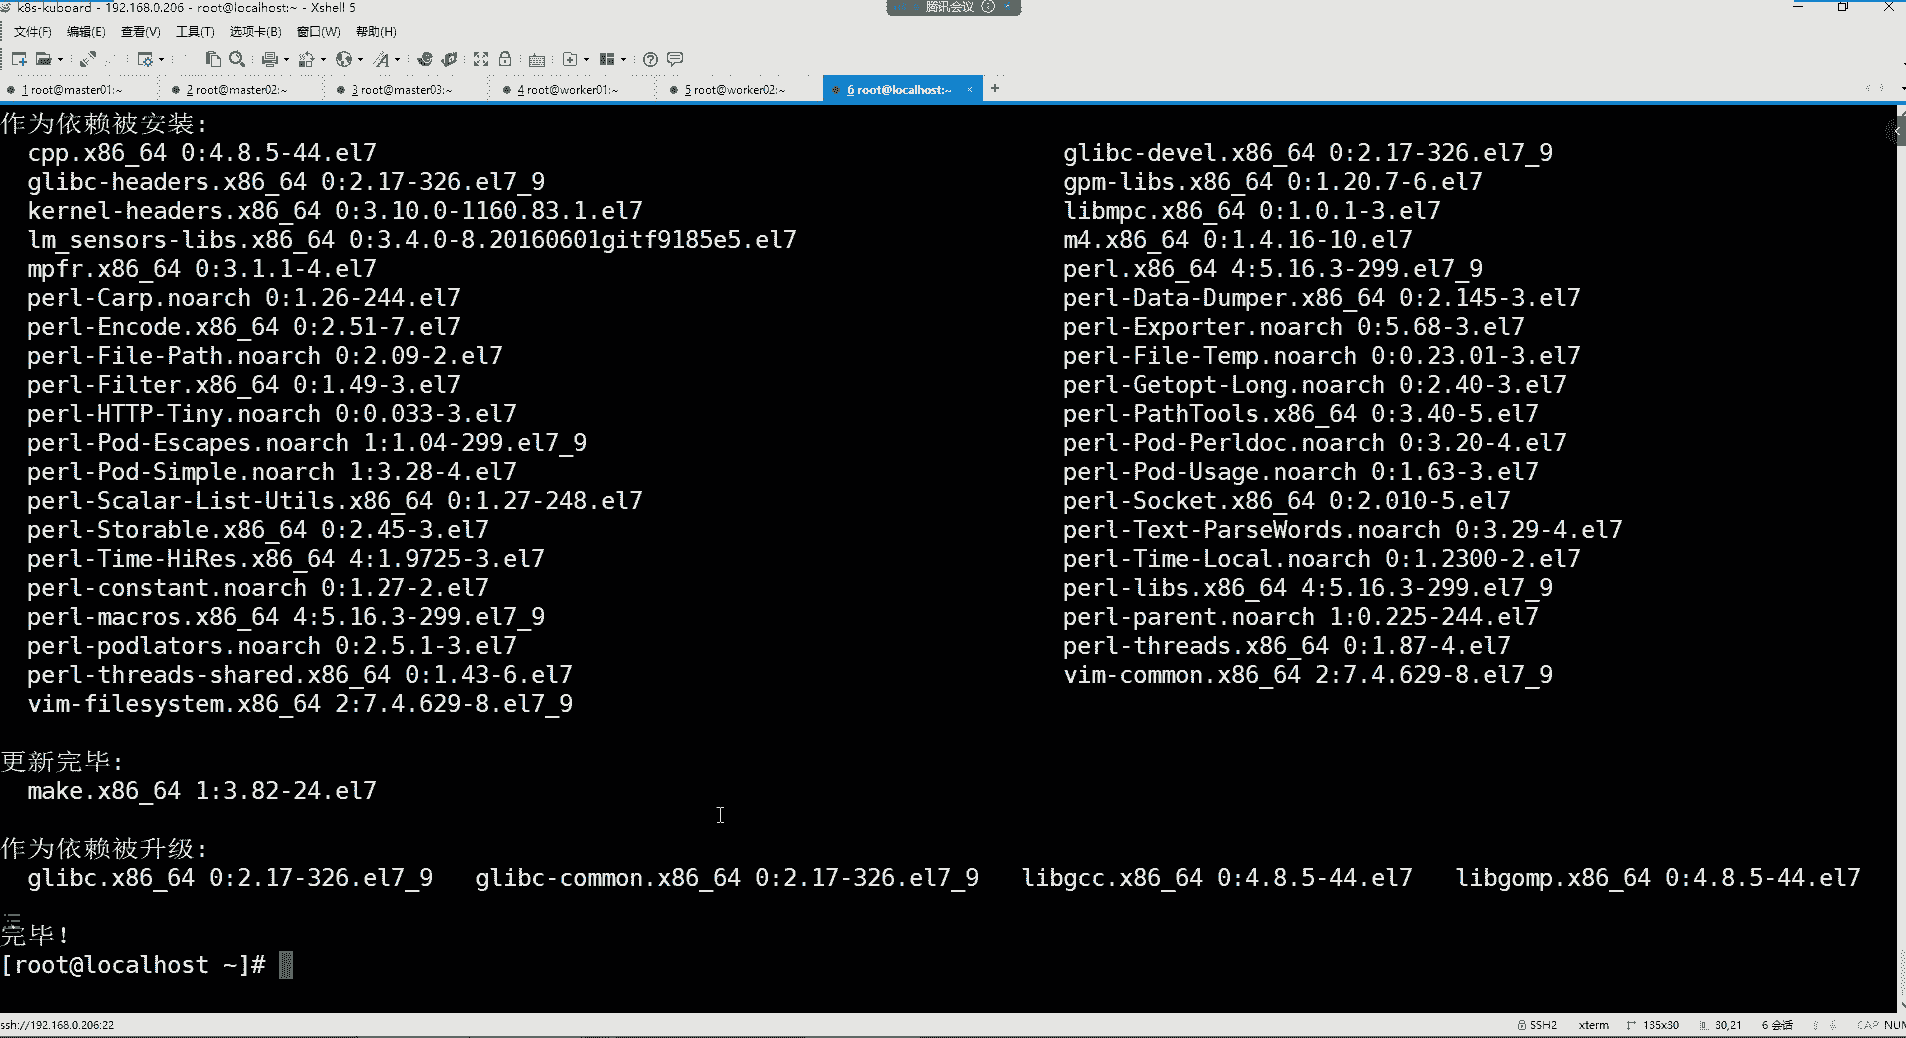 k8s-kuboard - 192.168.0.206 - root@localhost:~ - Xshell 5
腾讯会议
文件(F) 编辑(E) 查看(V) 工具(T) 选项卡(B) 窗口(W) 帮助(H)
1 root@master01:~ 2 root@master02:~ 3 root@master03:~ 4 root@worker01:~ 5 root@worker02:~ 6 root@localhost:~ × +
作为依赖被安装:
cpp.x86_64 0:4.8.5-44.el7 glibc-devel.x86_64 0:2.17-326.el7_9
glibc-headers.x86_64 0:2.17-326.el7_9 gpm-libs.x86_64 0:1.20.7-6.el7
kernel-headers.x86_64 0:3.10.0-1160.83.1.el7 libmpc.x86_64 0:1.0.1-3.el7
lm_sensors-libs.x86_64 0:3.4.0-8.20160601gitf9185e5.el7 m4.x86_64 0:1.4.16-10.el7
mpfr.x86_64 0:3.1.1-4.el7 perl.x86_64 4:5.16.3-299.el7_9
perl-Carp.noarch 0:1.26-244.el7 perl-Data-Dumper.x86_64 0:2.145-3.el7
perl-Encode.x86_64 0:2.51-7.el7 perl-Exporter.noarch 0:5.68-3.el7
perl-File-Path.noarch 0:2.09-2.el7 perl-File-Temp.noarch 0:0.23.01-3.el7
perl-Filter.x86_64 0:1.49-3.el7 perl-Getopt-Long.noarch 0:2.40-3.el7
perl-HTTP-Tiny.noarch 0:0.033-3.el7 perl-PathTools.x86_64 0:3.40-5.el7
perl-Pod-Escapes.noarch 1:1.04-299.el7_9 perl-Pod-Perldoc.noarch 0:3.20-4.el7
perl-Pod-Simple.noarch 1:3.28-4.el7 perl-Pod-Usage.noarch 0:1.63-3.el7
perl-Scalar-List-Utils.x86_64 0:1.27-248.el7 perl-Socket.x86_64 0:2.010-5.el7
perl-Storable.x86_64 0:2.45-3.el7 perl-Text-ParseWords.noarch 0:3.29-4.el7
perl-Time-HiRes.x86_64 4:1.9725-3.el7 perl-Time-Local.noarch 0:1.2300-2.el7
perl-constant.noarch 0:1.27-2.el7 perl-libs.x86_64 4:5.16.3-299.el7_9
perl-macros.x86_64 4:5.16.3-299.el7_9 perl-parent.noarch 1:0.225-244.el7
perl-podlators.noarch 0:2.5.1-3.el7 perl-threads.x86_64 0:1.87-4.el7
perl-threads-shared.x86_64 0:1.43-6.el7 vim-common.x86_64 2:7.4.629-8.el7_9
vim-filesystem.x86_64 2:7.4.629-8.el7_9
更新完毕:
make.x86_64 1:3.82-24.el7
作为依赖被升级:
glibc.x86_64 0:2.17-326.el7_9 glibc-common.x86_64 0:2.17-326.el7_9 libgcc.x86_64 0:4.8.5-44.el7 libgomp.x86_64 0:4.8.5-44.el7
完毕!
[root@localhost ~]#
ssh://192.168.0.206:22 SSH2 xterm 135x30 30,21 6 会话 CAP NUM